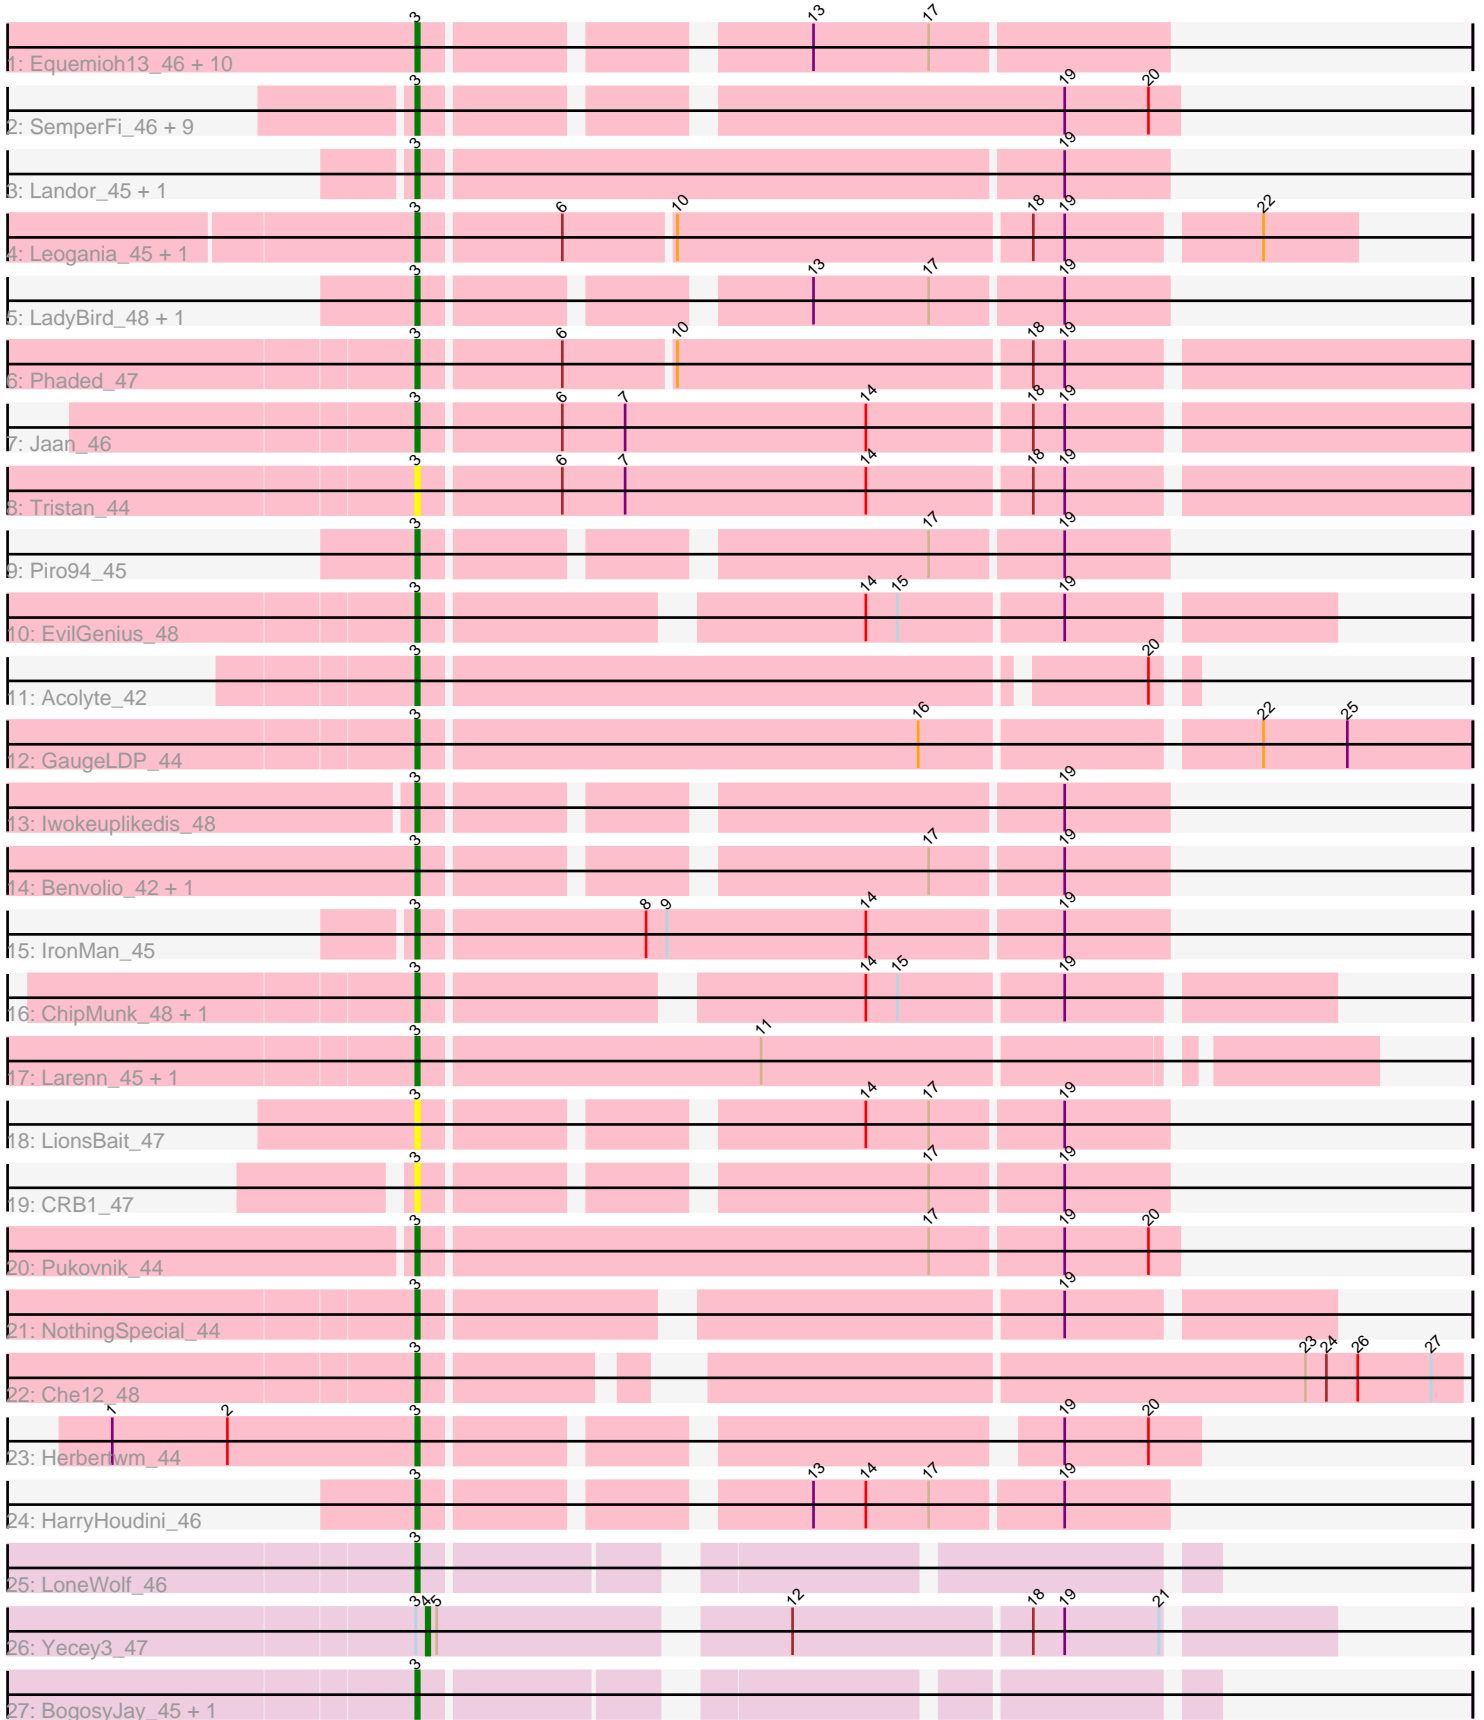 3 13 17
1: Equemioh13_46 + 10
3 19 20
2: SemperFi_46 + 9
3 19
3: Landor_45 + 1
3 6 10 18 19 22
4: Leogania_45 + 1
3 13 17 19
5: LadyBird_48 + 1
3 6 10 18 19
6: Phaded_47
3 6 7 14 18 19
7: Jaan_46
3 6 7 14 18 19
8: Tristan_44
3 17 19
9: Piro94_45
3 14 15 19
10: EvilGenius_48
3 20
11: Acolyte_42
3 16 22 25
12: GaugeLDP_44
3 19
13: Iwokeuplikedis_48
3 17 19
14: Benvolio_42 + 1
3 8 9 14 19
15: IronMan_45
3 14 15 19
16: ChipMunk_48 + 1
3 11
17: Larenn_45 + 1
3 14 17 19
18: LionsBait_47
3 17 19
19: CRB1_47
3 17 19 20
20: Pukovnik_44
3 19
21: NothingSpecial_44
3 23 24 26 27
22: Che12_48
1 2 3 19 20
23: Herbertwm_44
3 13 14 17 19
24: HarryHoudini_46
3
25: LoneWolf_46
3 4 5 12 18 19 21
26: Yecey3_47
3
27: BogosyJay_45 + 1